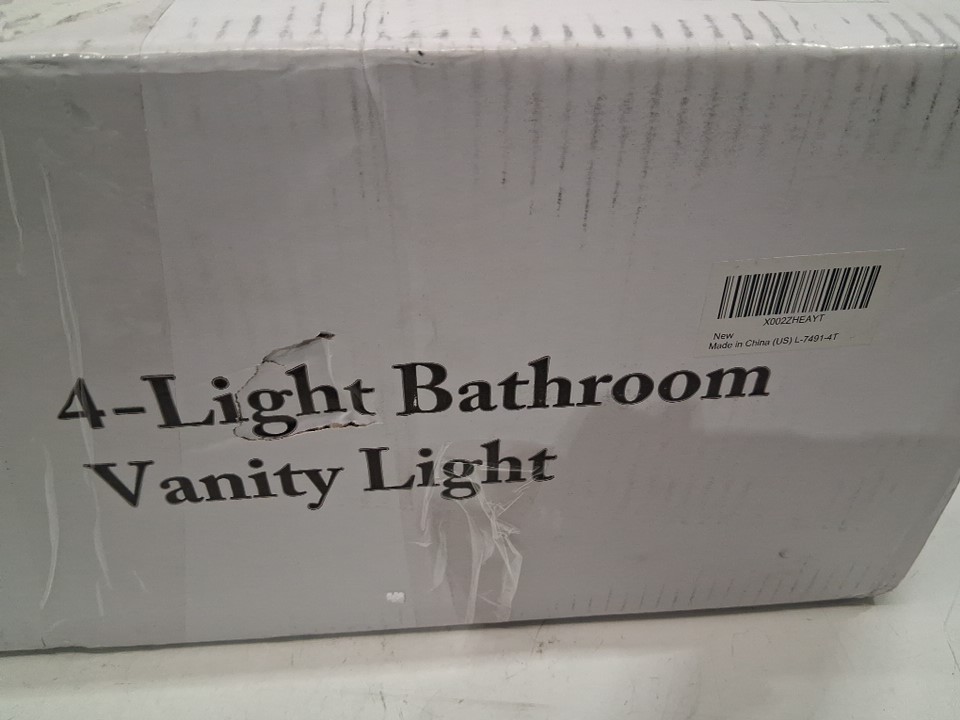 X002ZHEAYT
New
Made in China (US) L-7491-4T
4-Light Bathroom
Vanity Light